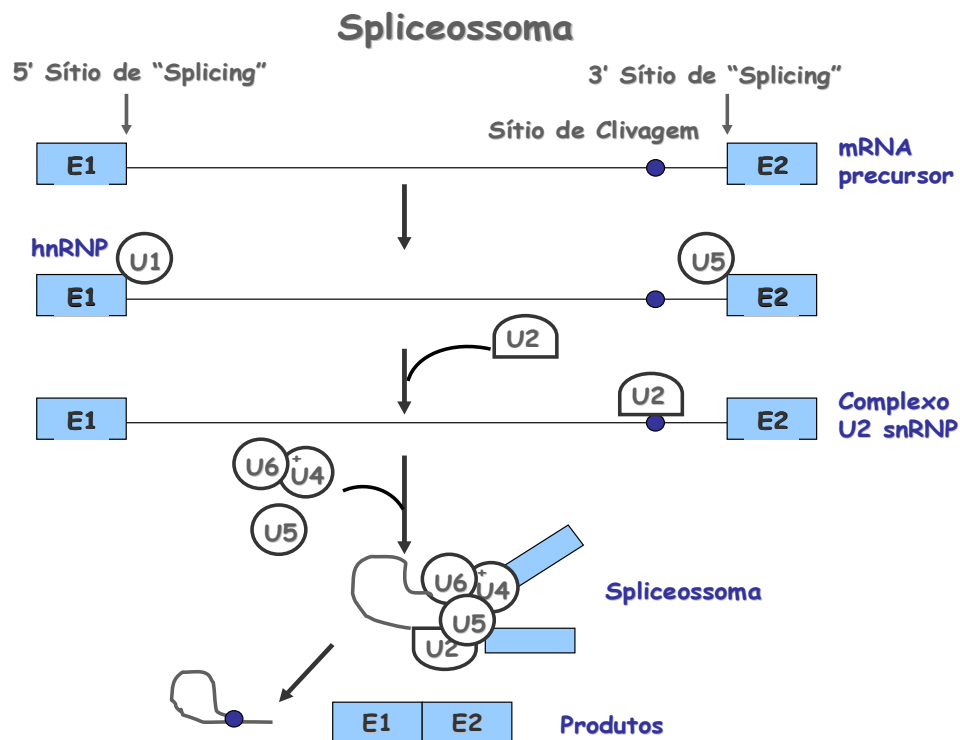 Spliceossoma
5' Sítio de “Splicing”
3' Sítio de “Splicing”
Sítio de Clivagem
E1
E2
mRNA
precursor
hnRNP
U1
U5
E1
E2
U2
U2
E1
E2
Complexo
U2 snRNP
U6
+
U4
U5
U6
+
U4
U5
U2
Spliceossoma
E1
E2
Produtos